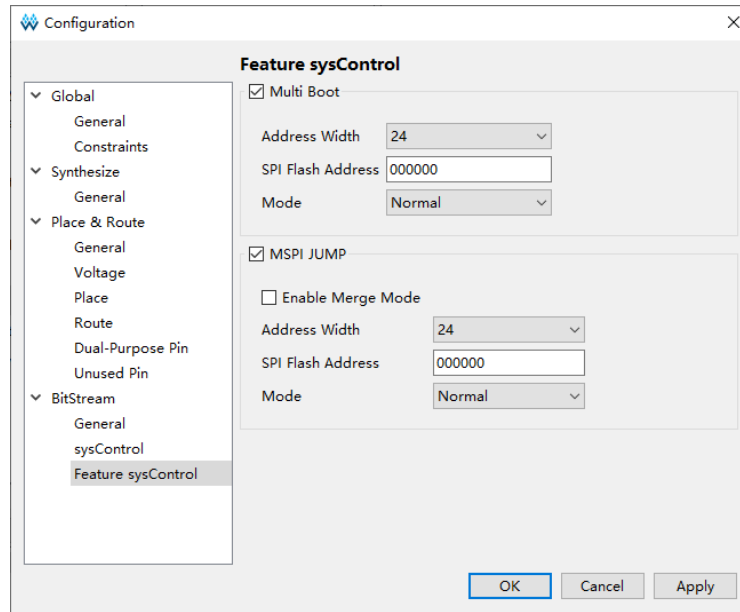 Configuration
Feature sysControl
Global
General
Constraints
Synthesize
General
Place & Route
General
Voltage
Place
Route
Dual-Purpose Pin
Unused Pin
BitStream
General
sysControl
Feature sysControl
Multi Boot
Address Width 24
SPI Flash Address 000000
Mode Normal
MSPI JUMP
Enable Merge Mode
Address Width 24
SPI Flash Address 000000
Mode Normal
OK Cancel Apply